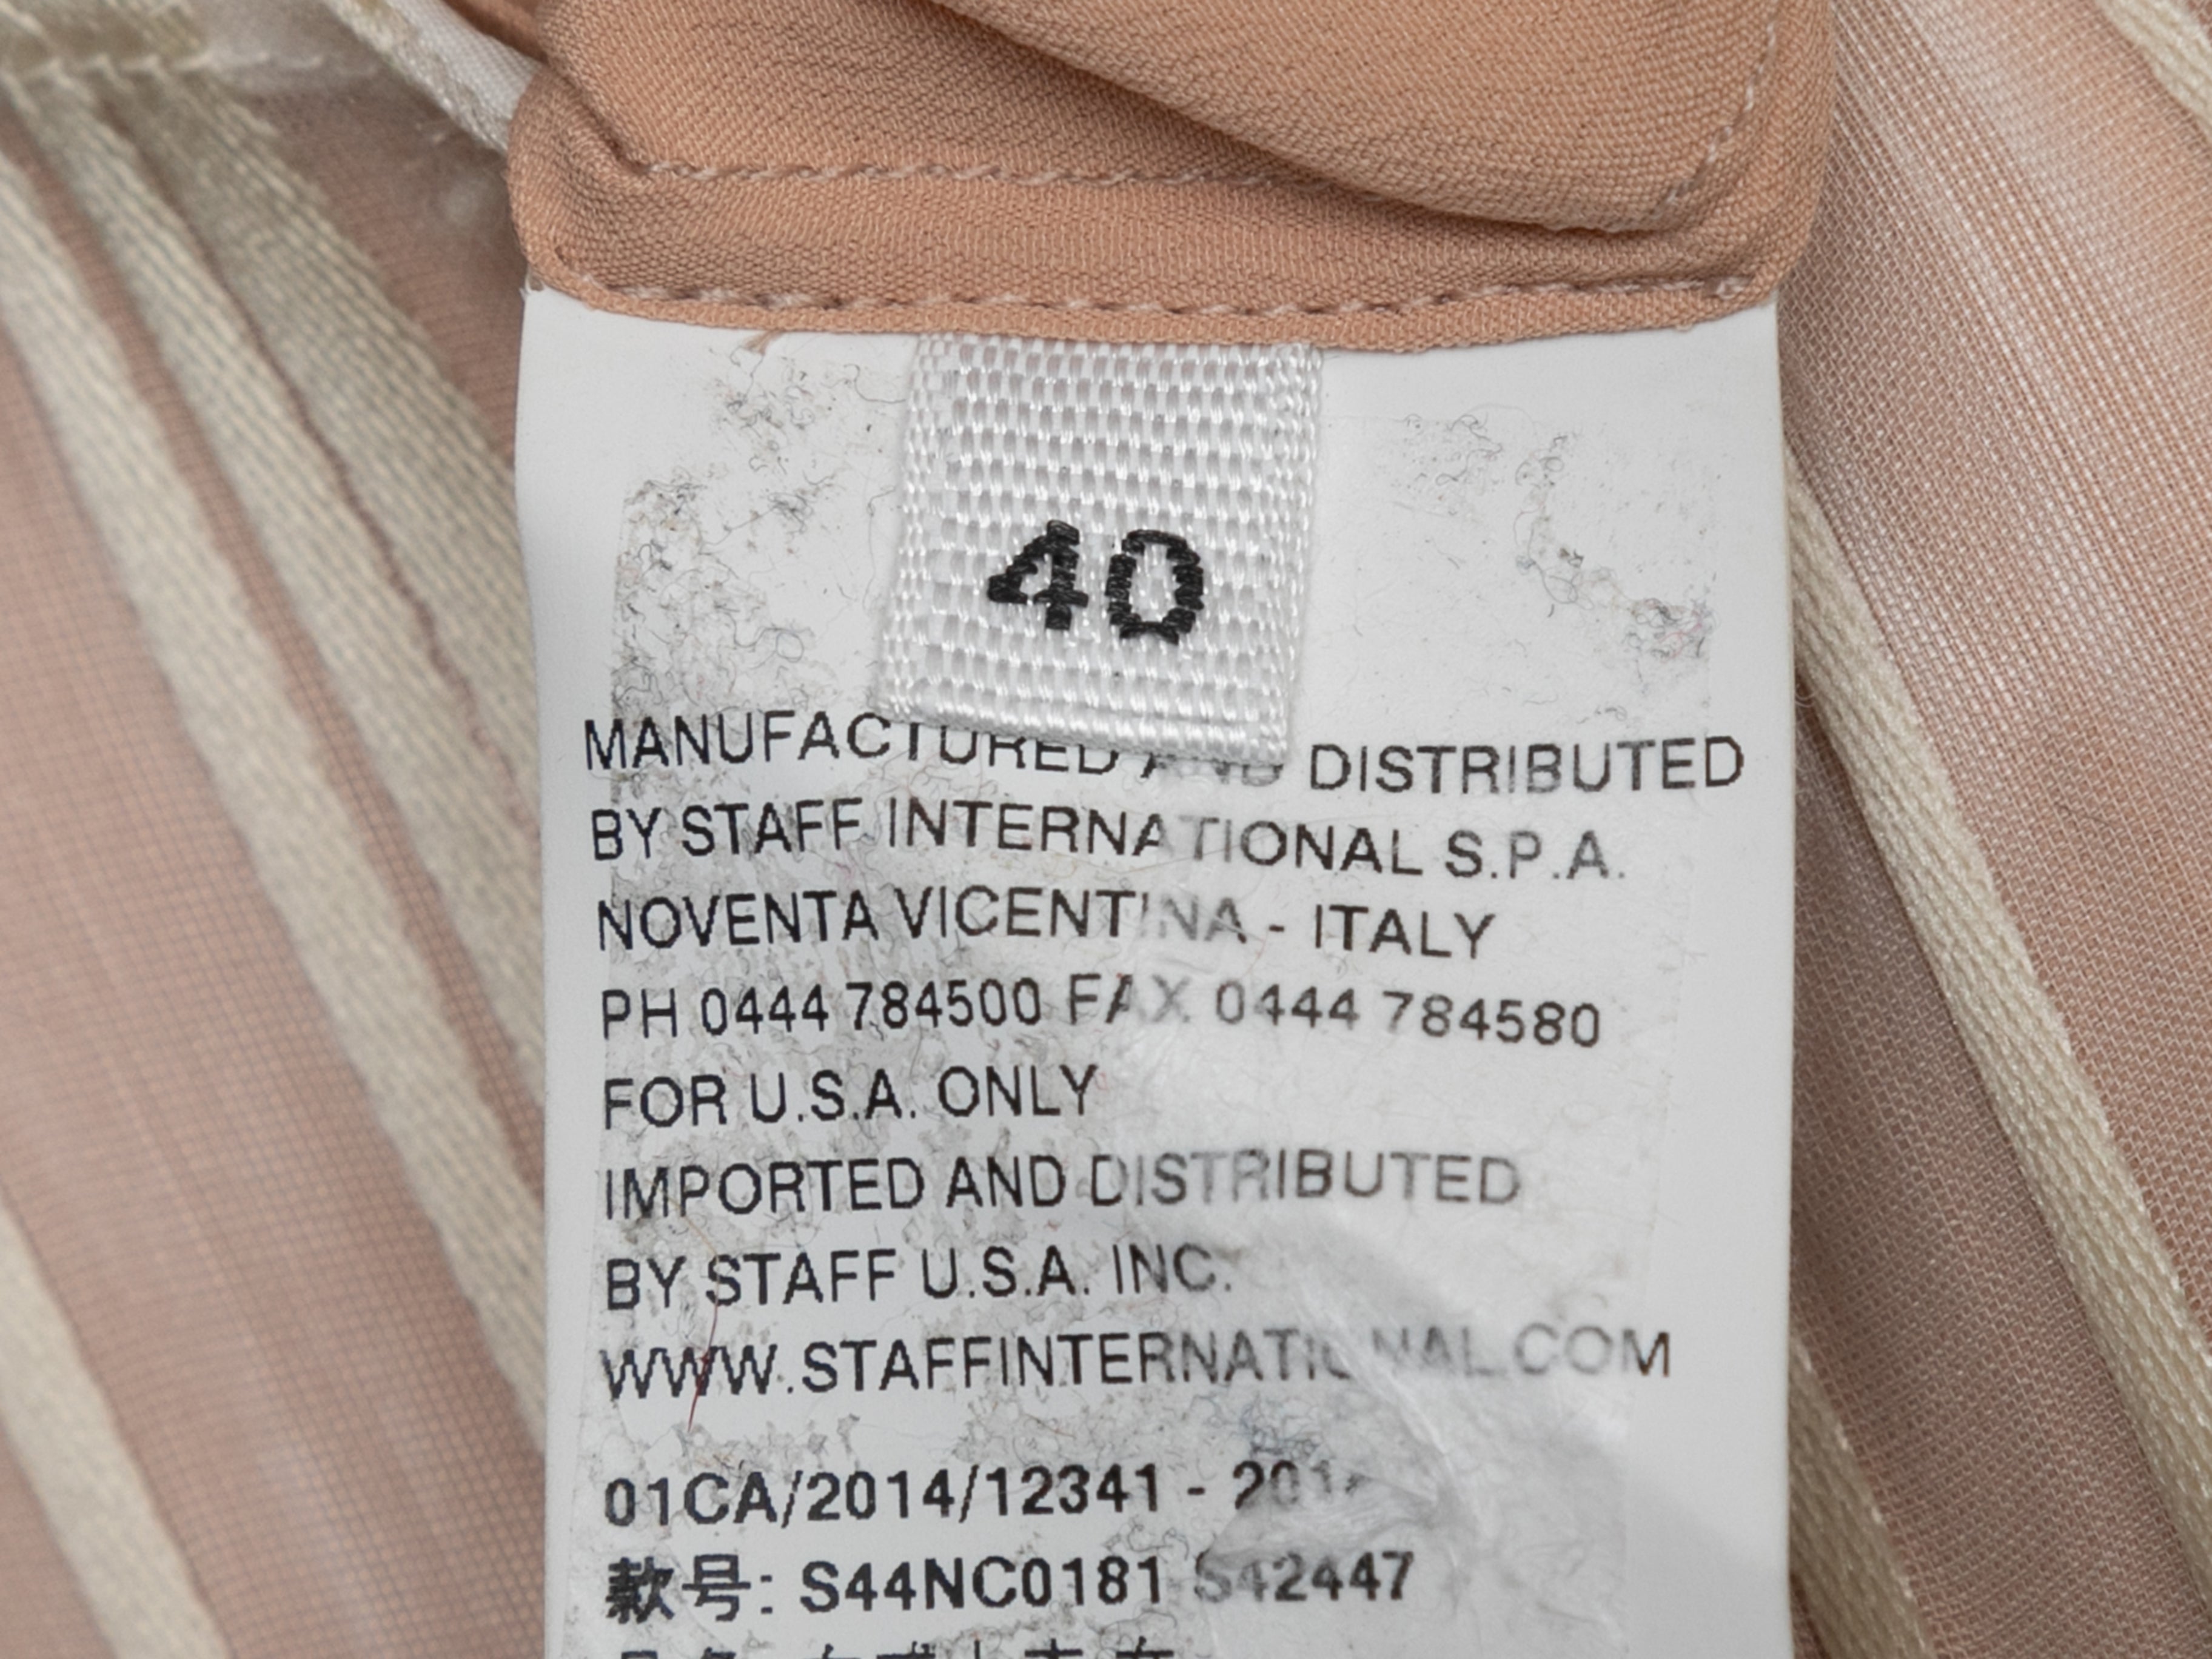 40
MANUFACTURED AND DISTRIBUTED
BY STAFF INTERNATIONAL S.P.A.
NOVENTA VICENTINA - ITALY
PH 0444 784500 FAX 0444 784580
FOR U.S.A. ONLY
IMPORTED AND DISTRIBUTED
BY STAFF U.S.A. INC.
WWW.STAFFINTERNATIONAL.COM
01CA/2014/12341 -
款号: S44NC0181 S42447